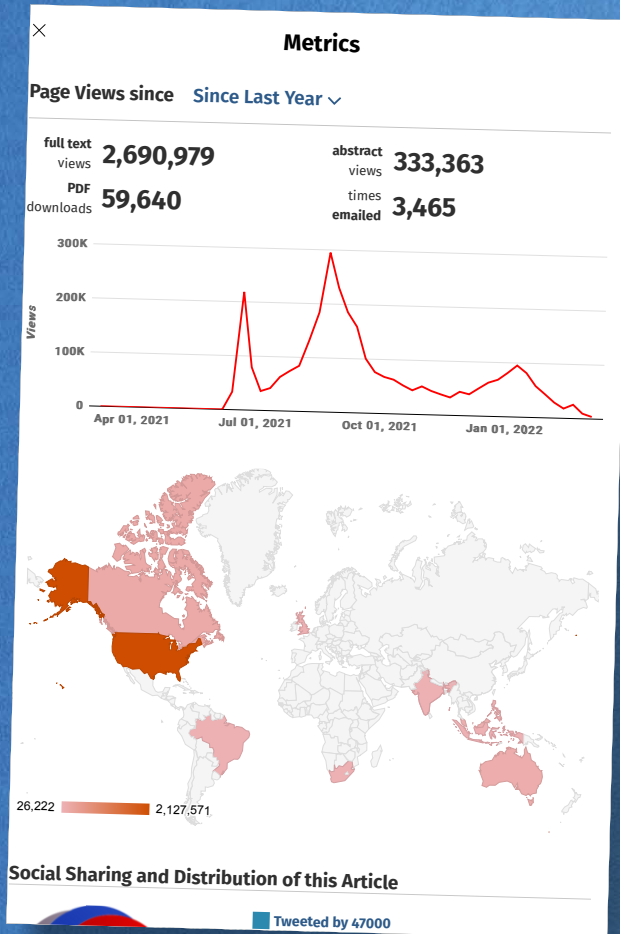 Metrics
Page Views since Since Last Year
full text views 2,690,979
abstract views 333,363
PDF downloads 59,640
times emailed 3,465
300K
200K
100K
0
Views
Apr 01, 2021 Jul 01, 2021 Oct 01, 2021 Jan 01, 2022
26,222 2,127,571
Social Sharing and Distribution of this Article
Tweeted by 47000